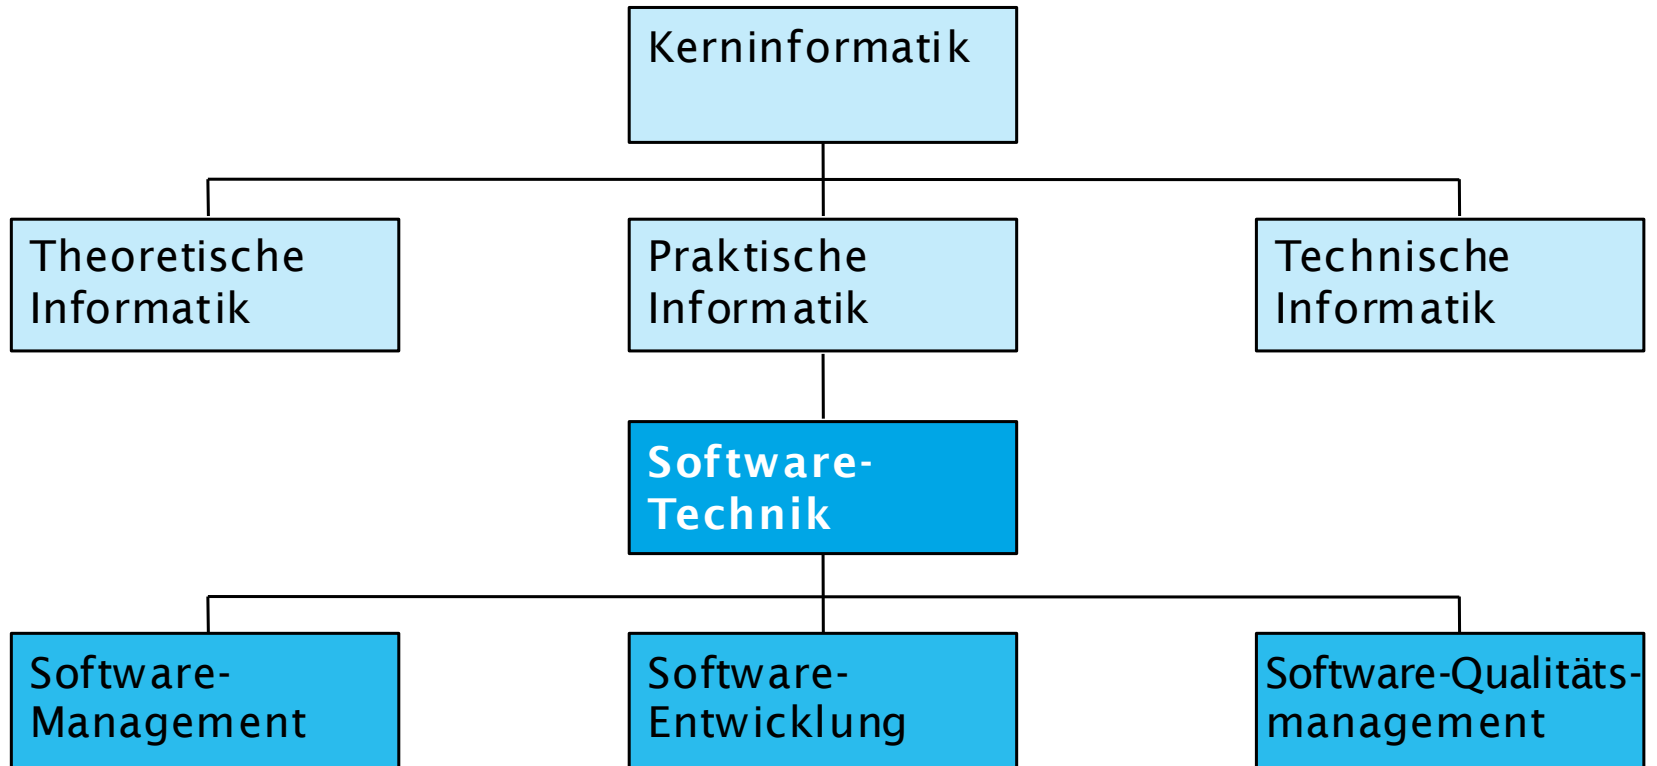 Kerninformatik
Theoretische
Informatik
Praktische
Informatik
Technische
Informatik
Software-
Technik
Software-
Management
Software-
Entwicklung
Software-Qualitäts-
management